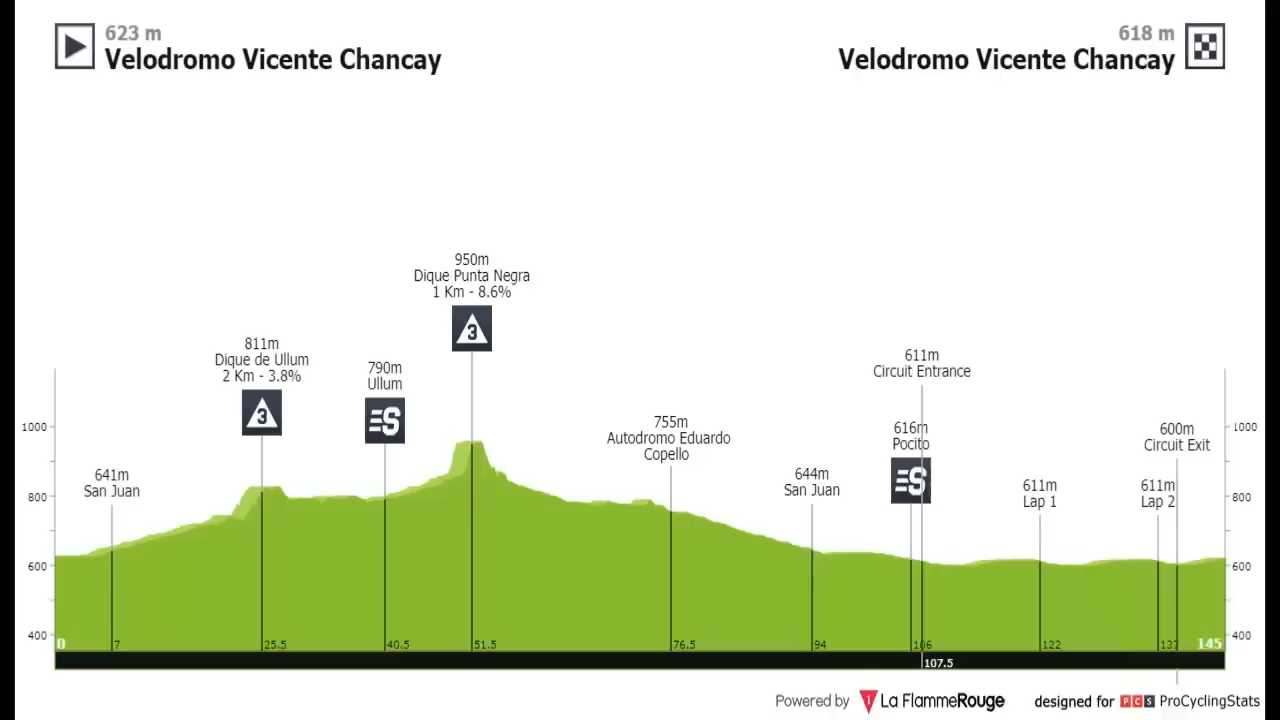 623 m
Velodromo Vicente Chancay
618 m
Velodromo Vicente Chancay
950m
Dique Punta Negra
1 Km - 8.6%
3
811m
Dique de Ullum
2 Km - 3.8%
3
790m
Ullum
S
611m
Circuit Entrance
755m
Autodromo Eduardo
Copello
616m
Pocito
S
600m
Circuit Exit
641m
San Juan
644m
San Juan
611m
Lap 1
611m
Lap 2
1000
800
600
400
1000
800
600
400
0
7
25.5
40.5
51.5
76.5
94
106
122
137
145
107.5
Powered by 1 La FlammeRouge designed for PCS ProCyclingStats